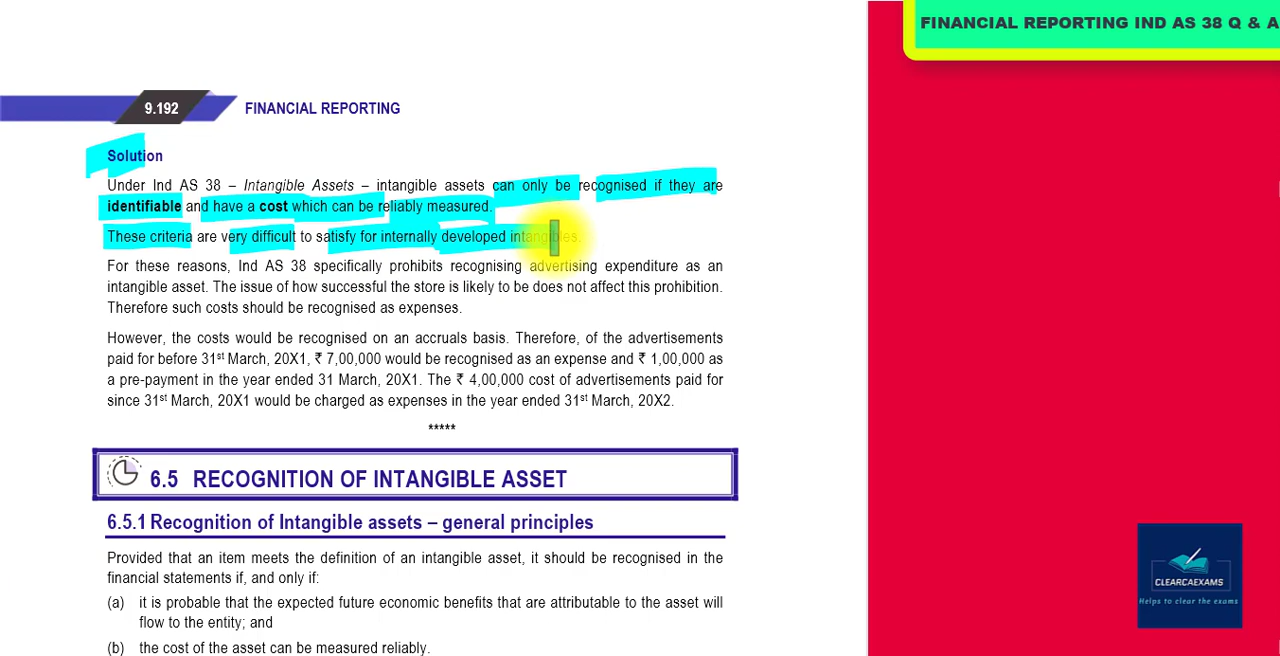 FINANCIAL REPORTING IND AS 38 Q & A
9.192 FINANCIAL REPORTING
Solution
Under Ind AS 38 – Intangible Assets – intangible assets can only be recognised if they are
identifiable and have a cost which can be reliably measured.
These criteria are very difficult to satisfy for internally developed intangibles.
For these reasons, Ind AS 38 specifically prohibits recognising advertising expenditure as an
intangible asset. The issue of how successful the store is likely to be does not affect this prohibition.
Therefore such costs should be recognised as expenses.
However, the costs would be recognised on an accruals basis. Therefore, of the advertisements
paid for before 31st March, 20X1, ₹ 7,00,000 would be recognised as an expense and ₹ 1,00,000 as
a pre-payment in the year ended 31 March, 20X1. The ₹ 4,00,000 cost of advertisements paid for
since 31st March, 20X1 would be charged as expenses in the year ended 31st March, 20X2.
*****
6.5 RECOGNITION OF INTANGIBLE ASSET
6.5.1 Recognition of Intangible assets – general principles
Provided that an item meets the definition of an intangible asset, it should be recognised in the
financial statements if, and only if:
(a) it is probable that the expected future economic benefits that are attributable to the asset will
flow to the entity; and
(b) the cost of the asset can be measured reliably.
CLEARCAEXAMS
Helps to clear the exams